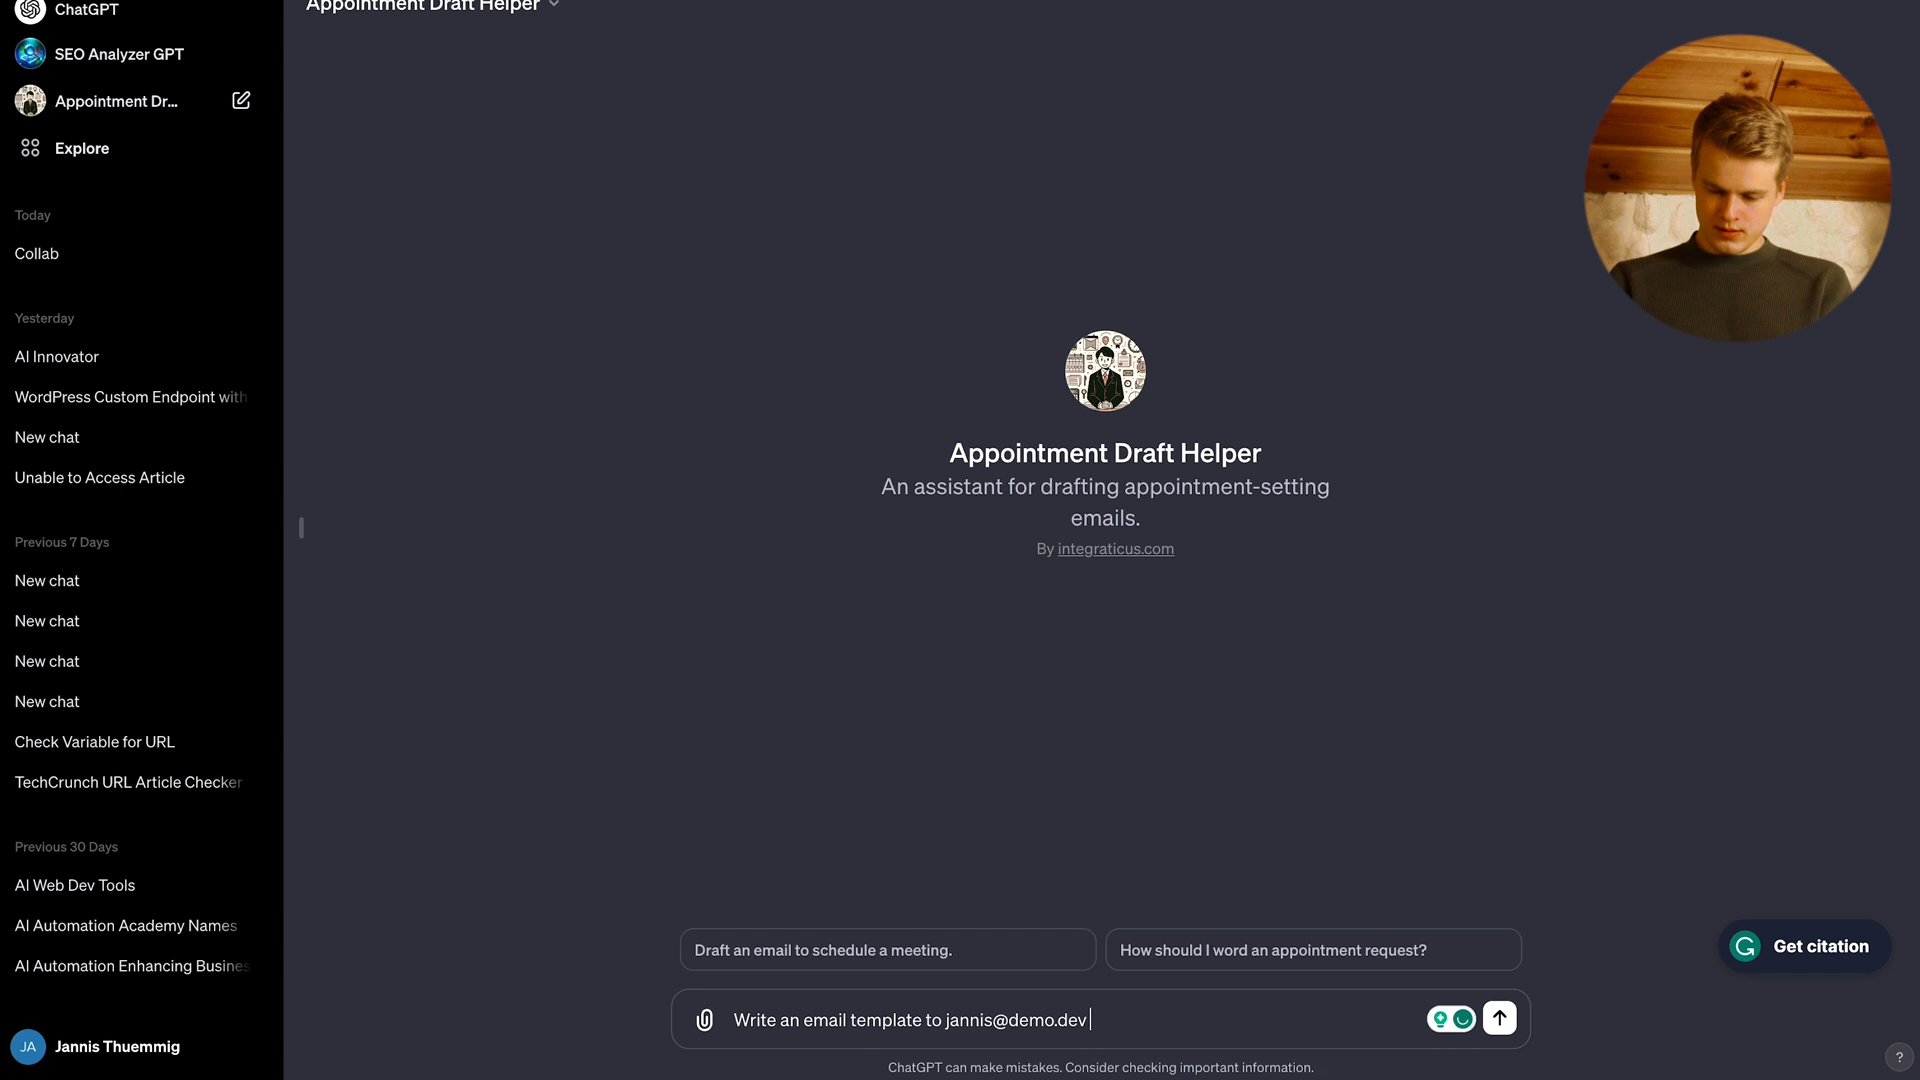 ChatGPT
SEO Analyzer GPT
Appointment Dr...
Explore
Today
Collab
Yesterday
AI Innovator
WordPress Custom Endpoint with
New chat
Unable to Access Article
Previous 7 Days
New chat
New chat
New chat
New chat
Check Variable for URL
TechCrunch URL Article Checker
Previous 30 Days
AI Web Dev Tools
AI Automation Academy Names
AI Automation Enhancing Busines
JA
Jannis Thuemmig
Appointment Draft Helper
Appointment Draft Helper
An assistant for drafting appointment-setting
emails.
By integraticus.com
Draft an email to schedule a meeting.
How should I word an appointment request?
Get citation
Write an email template to jannis@demo.dev
ChatGPT can make mistakes. Consider checking important information.
?